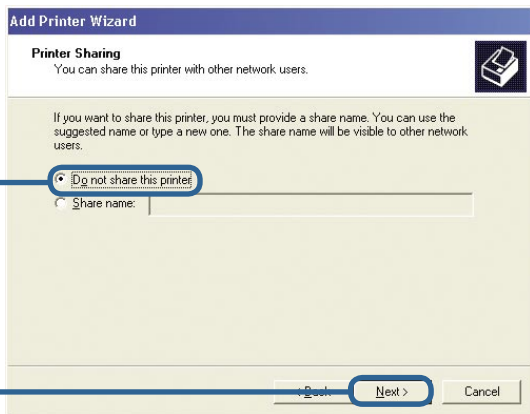 Add Printer Wizard
Printer Sharing
You can share this printer with other network users.
If you want to share this printer, you must provide a share name. You can use the
suggested name or type a new one. The share name will be visible to other network
users.
Do not share this printer
Share name:
< Back Next > Cancel